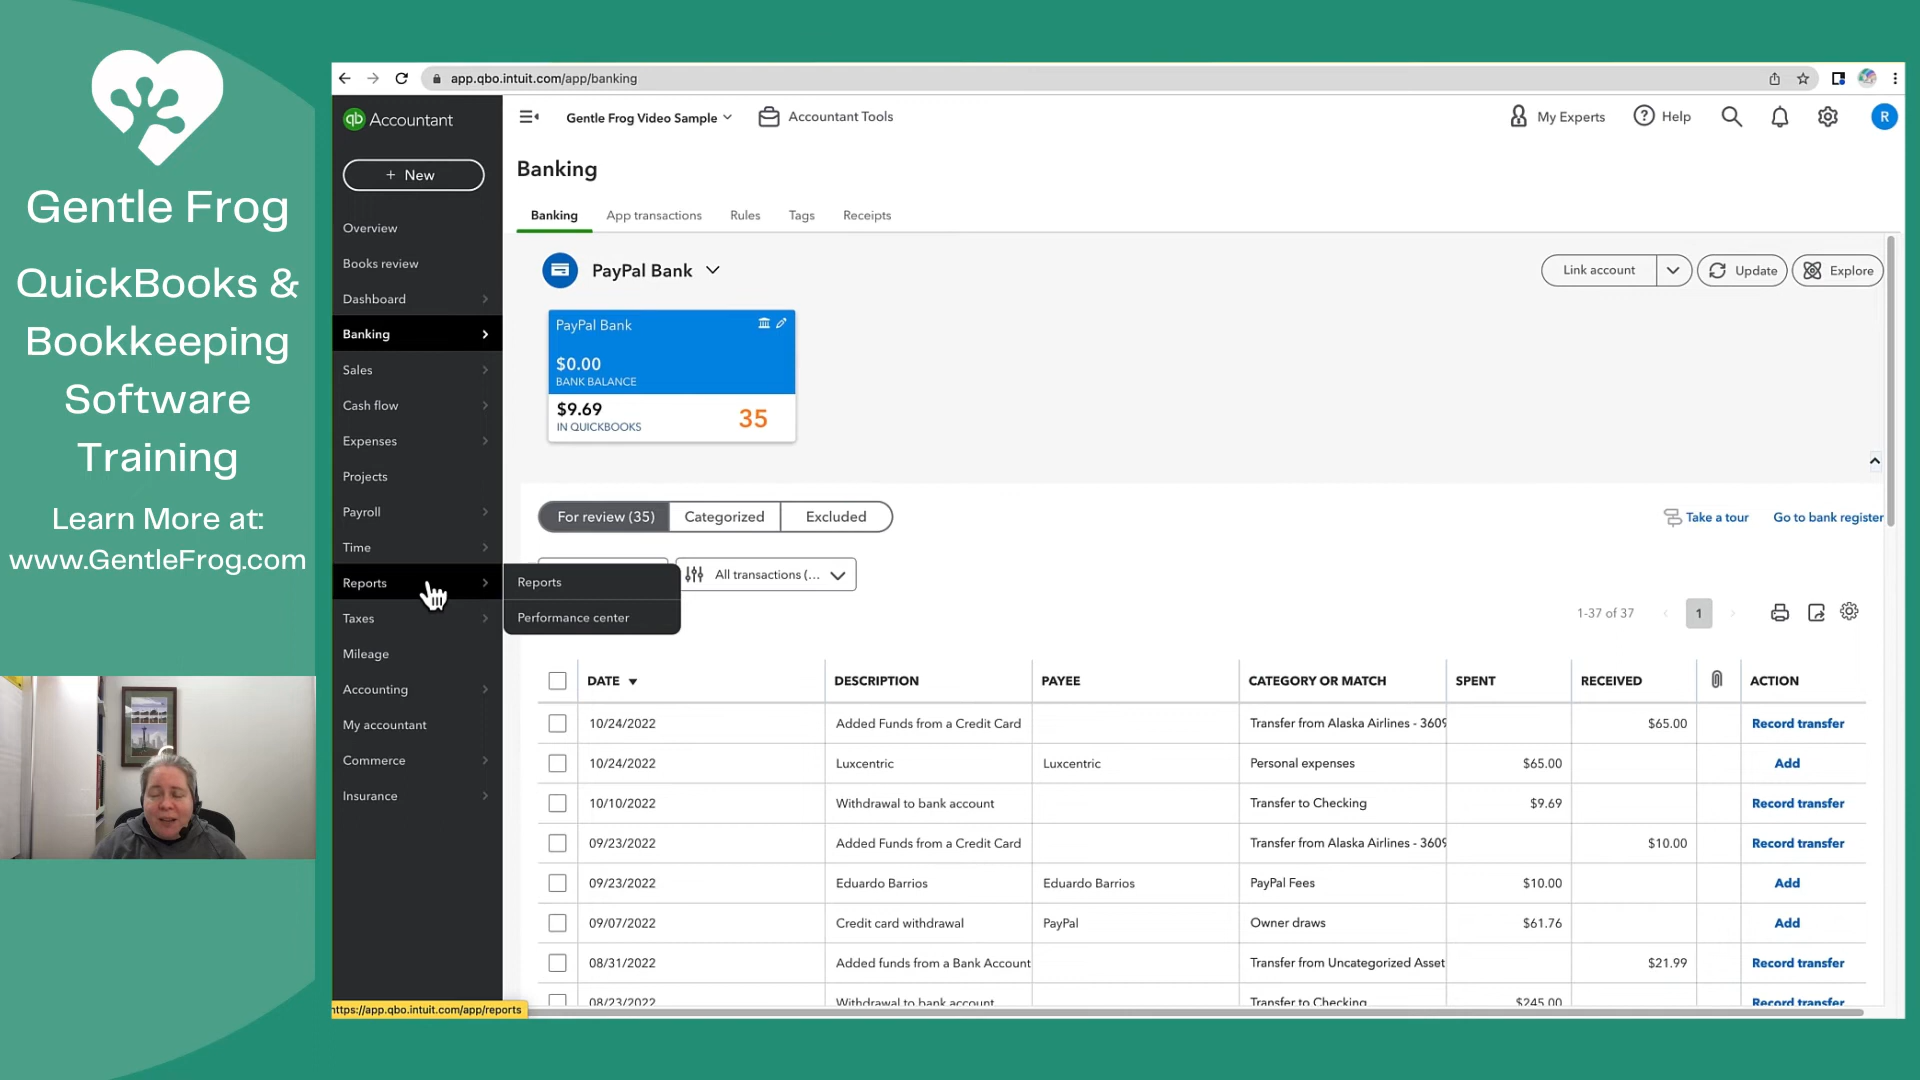 Gentle Frog
QuickBooks &
Bookkeeping
Software
Training
Learn More at:
www.GentleFrog.com
app.qbo.intuit.com/app/banking
qb Accountant
+ New
Overview
Books review
Dashboard
Banking
Sales
Cash flow
Expenses
Projects
Payroll
Time
Reports
Taxes
Mileage
Accounting
My accountant
Commerce
Insurance
Reports
Performance center
https://app.qbo.intuit.com/app/reports
Gentle Frog Video Sample
Accountant Tools
My Experts
Help
R
Banking
Banking App transactions Rules Tags Receipts
PayPal Bank
Link account Update Explore
PayPal Bank
$0.00
BANK BALANCE
$9.69
IN QUICKBOOKS
35
For review (35) Categorized Excluded
Take a tour Go to bank register
All transactions (...
1-37 of 37 1
DATE DESCRIPTION PAYEE CATEGORY OR MATCH SPENT RECEIVED ACTION
10/24/2022 Added Funds from a Credit Card Transfer from Alaska Airlines - 3609 $65.00 Record transfer
10/24/2022 Luxcentric Luxcentric Personal expenses $65.00 Add
10/10/2022 Withdrawal to bank account Transfer to Checking $9.69 Record transfer
09/23/2022 Added Funds from a Credit Card Transfer from Alaska Airlines - 3609 $10.00 Record transfer
09/23/2022 Eduardo Barrios Eduardo Barrios PayPal Fees $10.00 Add
09/07/2022 Credit card withdrawal PayPal Owner draws $61.76 Add
08/31/2022 Added funds from a Bank Account Transfer from Uncategorized Asset $21.99 Record transfer
08/23/2022 Withdrawal to bank account Transfer to Checking $245.00 Record transfer